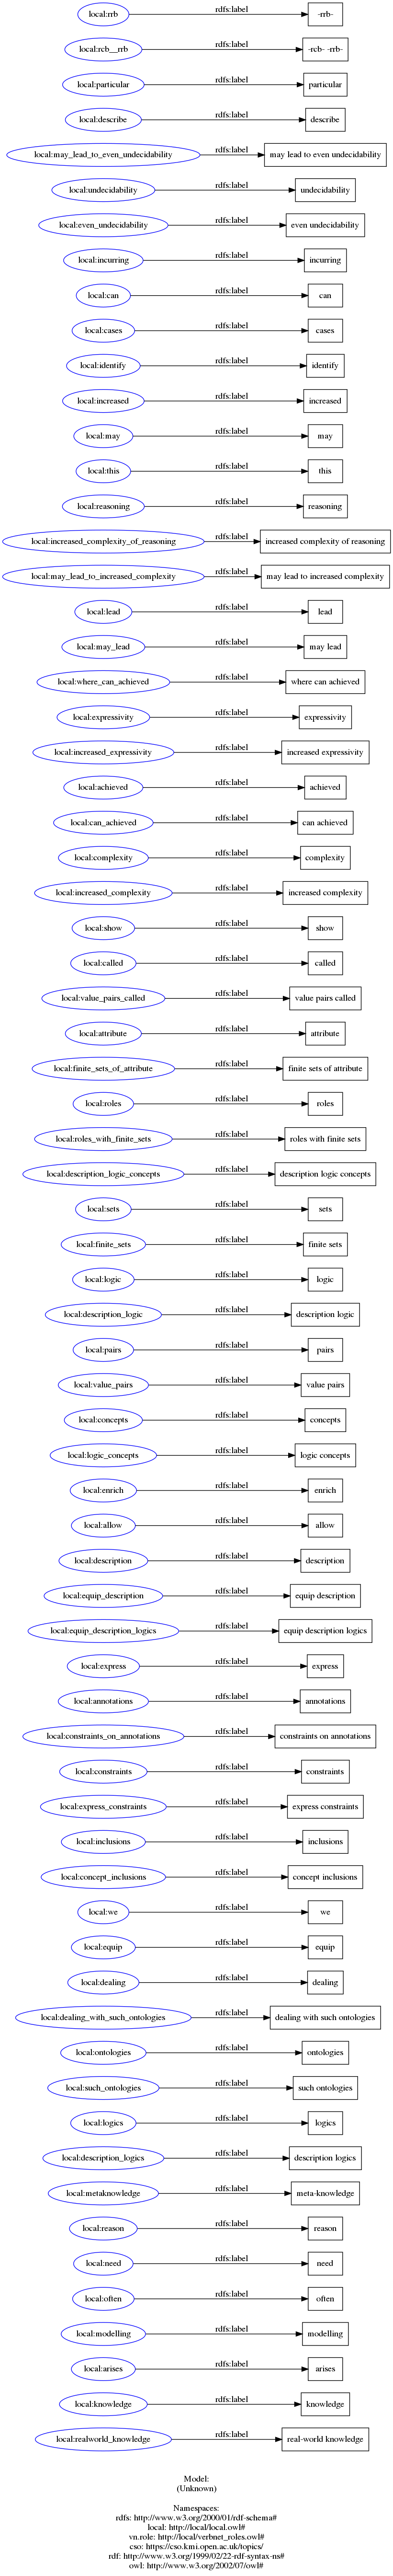 local:rrb rdfs:label -rrb-
local:rcb__rrb rdfs:label -rcb- -rrb-
local:particular rdfs:label particular
local:describe rdfs:label describe
local:may_lead_to_even_undecidability rdfs:label may lead to even undecidability
local:undecidability rdfs:label undecidability
local:even_undecidability rdfs:label even undecidability
local:incurring rdfs:label incurring
local:can rdfs:label can
local:cases rdfs:label cases
local:identify rdfs:label identify
local:increased rdfs:label increased
local:may rdfs:label may
local:this rdfs:label this
local:reasoning rdfs:label reasoning
local:increased_complexity_of_reasoning rdfs:label increased complexity of reasoning
local:may_lead_to_increased_complexity rdfs:label may lead to increased complexity
local:lead rdfs:label lead
local:may_lead rdfs:label may lead
local:where_can_achieved rdfs:label where can achieved
local:expressivity rdfs:label expressivity
local:increased_expressivity rdfs:label increased expressivity
local:achieved rdfs:label achieved
local:can_achieved rdfs:label can achieved
local:complexity rdfs:label complexity
local:increased_complexity rdfs:label increased complexity
local:show rdfs:label show
local:called rdfs:label called
local:value_pairs_called rdfs:label value pairs called
local:attribute rdfs:label attribute
local:finite_sets_of_attribute rdfs:label finite sets of attribute
local:roles rdfs:label roles
local:roles_with_finite_sets rdfs:label roles with finite sets
local:description_logic_concepts rdfs:label description logic concepts
local:sets rdfs:label sets
local:finite_sets rdfs:label finite sets
local:logic rdfs:label logic
local:description_logic rdfs:label description logic
local:pairs rdfs:label pairs
local:value_pairs rdfs:label value pairs
local:concepts rdfs:label concepts
local:logic_concepts rdfs:label logic concepts
local:enrich rdfs:label enrich
local:allow rdfs:label allow
local:description rdfs:label description
local:equip_description rdfs:label equip description
local:equip_description_logics rdfs:label equip description logics
local:express rdfs:label express
local:annotations rdfs:label annotations
local:constraints_on_annotations rdfs:label constraints on annotations
local:constraints rdfs:label constraints
local:express_constraints rdfs:label express constraints
local:inclusions rdfs:label inclusions
local:concept_inclusions rdfs:label concept inclusions
local:we rdfs:label we
local:equip rdfs:label equip
local:dealing rdfs:label dealing
local:dealing_with_such_ontologies rdfs:label dealing with such ontologies
local:ontologies rdfs:label ontologies
local:such_ontologies rdfs:label such ontologies
local:logics rdfs:label logics
local:description_logics rdfs:label description logics
local:metaknowledge rdfs:label meta-knowledge
local:reason rdfs:label reason
local:need rdfs:label need
local:often rdfs:label often
local:modelling rdfs:label modelling
local:arises rdfs:label arises
local:knowledge rdfs:label knowledge
local:realworld_knowledge rdfs:label real-world knowledge
Model:
(Unknown)
Namespaces:
rdfs: http://www.w3.org/2000/01/rdf-schema#
local: http://local/local.owl#
vn.role: http://local/verbnet_roles.owl#
cso: https://cso.kmi.open.ac.uk/topics/
rdf: http://www.w3.org/1999/02/22-rdf-syntax-ns#
owl: http://www.w3.org/2002/07/owl#